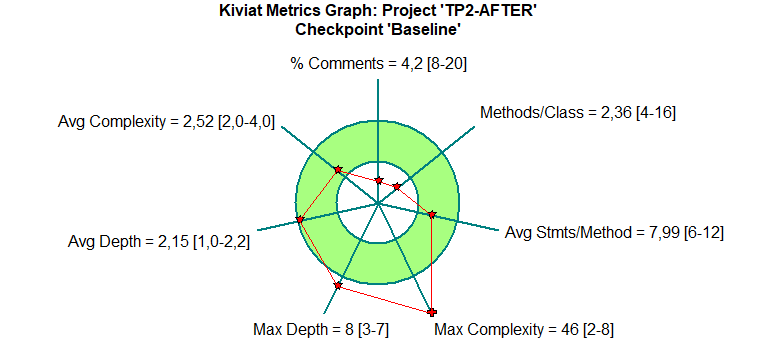 Kiviat Metrics Graph: Project 'TP2-AFTER'
Checkpoint 'Baseline'
% Comments = 4,2 [8-20]
Methods/Class = 2,36 [4-16]
Avg Complexity = 2,52 [2,0-4,0]
Avg Stmts/Method = 7,99 [6-12]
Avg Depth = 2,15 [1,0-2,2]
Max Depth = 8 [3-7]
Max Complexity = 46 [2-8]